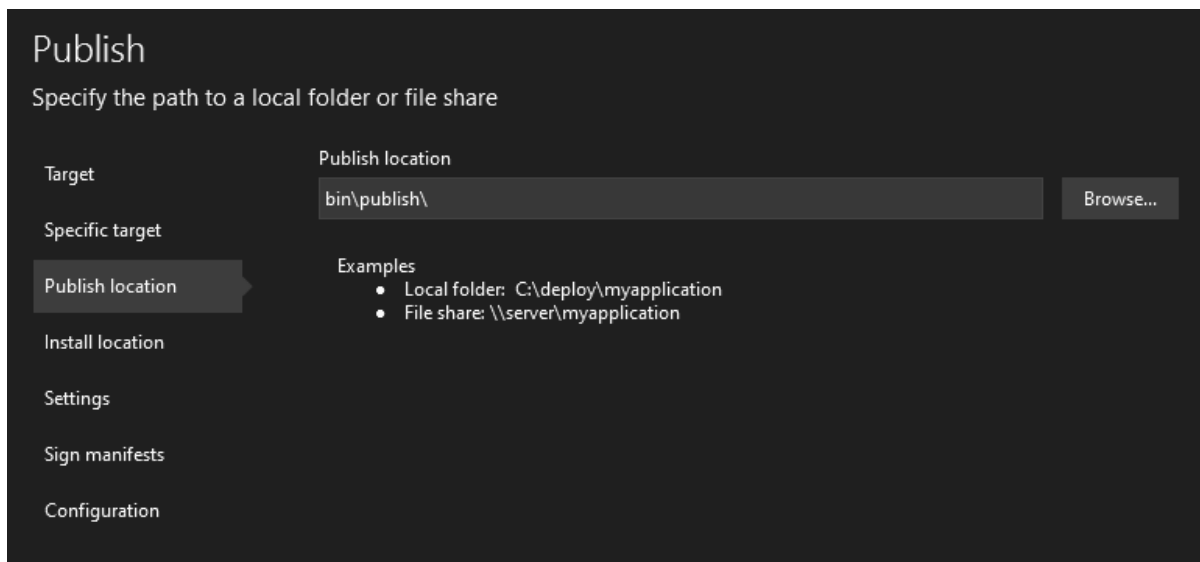 Publish
Specify the path to a local folder or file share
Target
Specific target
Publish location
Install location
Settings
Sign manifests
Configuration
Publish location
bin\publish\
Browse...
Examples
● Local folder:  C:\deploy\myapplication
● File share: \\server\myapplication